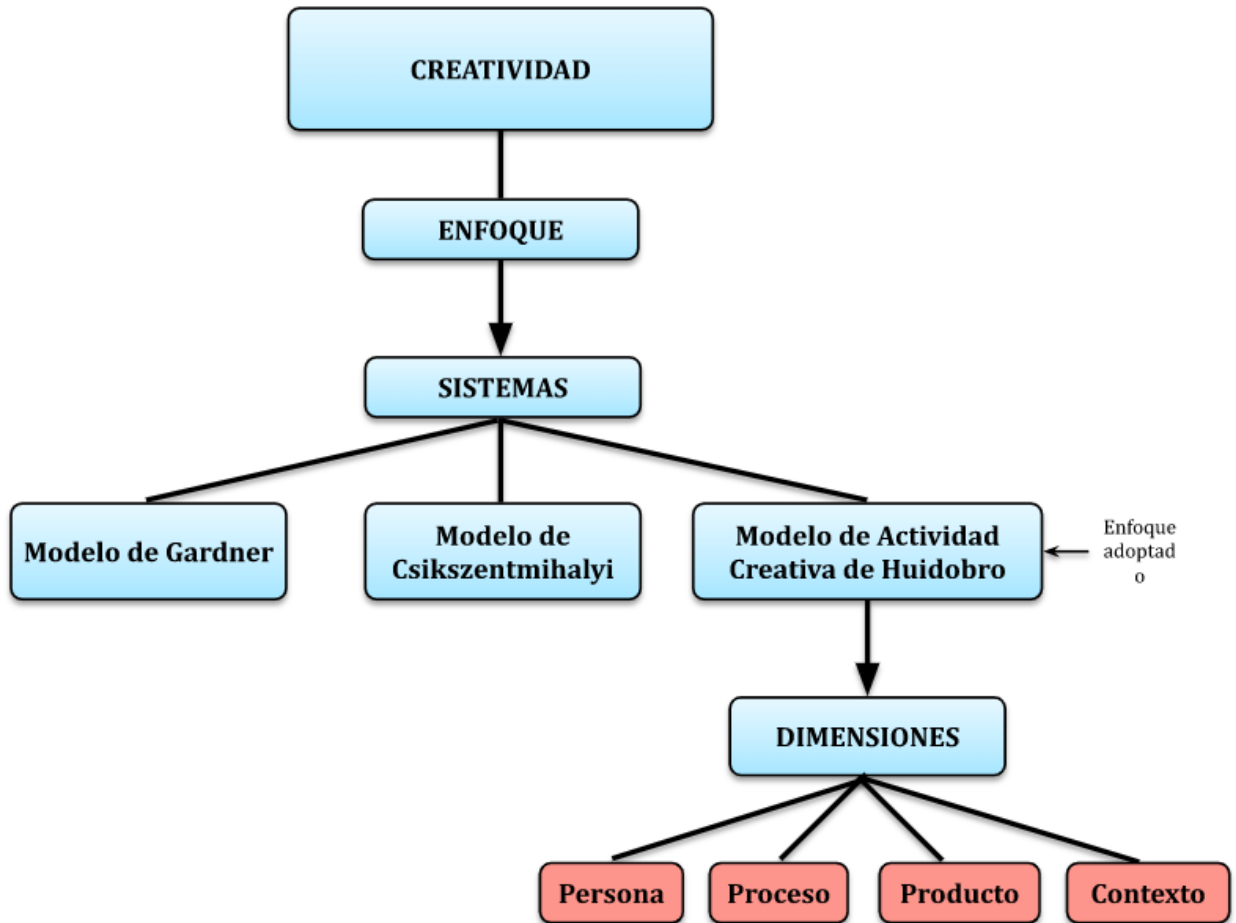 CREATIVIDAD
ENFOQUE
SISTEMAS
Modelo de Gardner
Modelo de
Csikszentmihalyi
Modelo de Actividad
Creativa de Huidobro
Enfoque
adoptad
o
DIMENSIONES
Persona
Proceso
Producto
Contexto